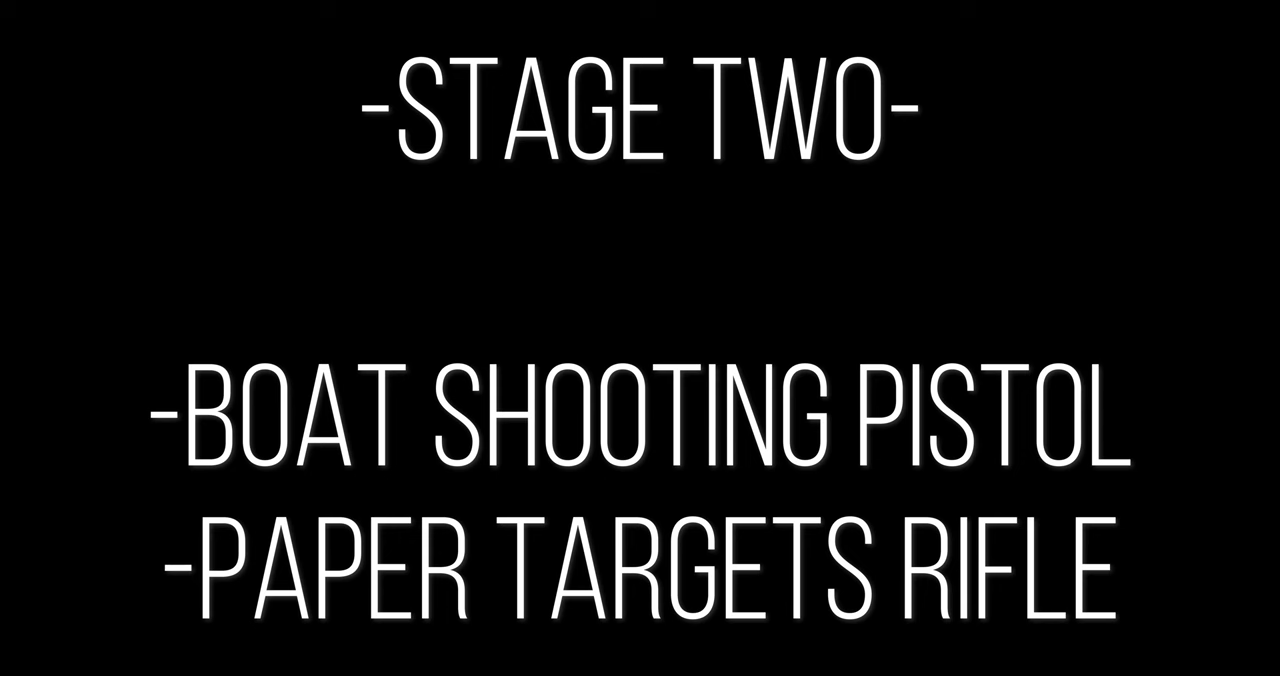 -STAGE TWO-
-BOAT SHOOTING PISTOL
-PAPER TARGETS RIFLE